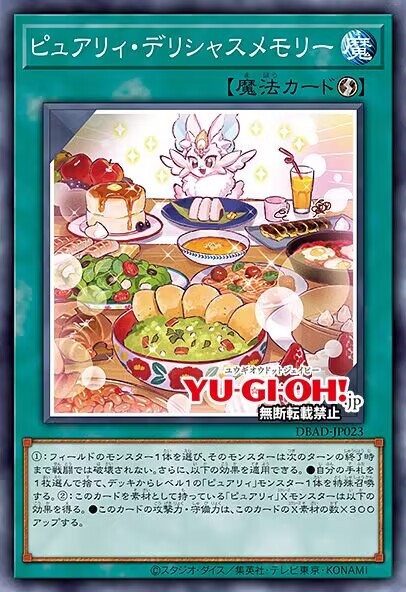 ピュアリィ・デリシャスメモリー
魔
【魔法カード】
ユウギオウドットジェイピー
YU-GI-OH!.jp
無断転載禁止
DBAD-JP023
①：フィールドのモンスター1体を選び、そのモンスターは次のターンの終了時
まで戦闘では破壊されない。さらに、以下の効果を適用できる。●自分の手札を
1枚選んで捨て、デッキからレベル1の「ピュアリィ」モンスター1体を特殊召喚
する。②：このカードを素材として持っている「ピュアリィ」Xモンスターは以下の
効果を得る。●このカードの攻撃力・守備力は、このカードのX素材の数×300
アップする。
©スタジオ・ダイス／集英社・テレビ東京・KONAMI